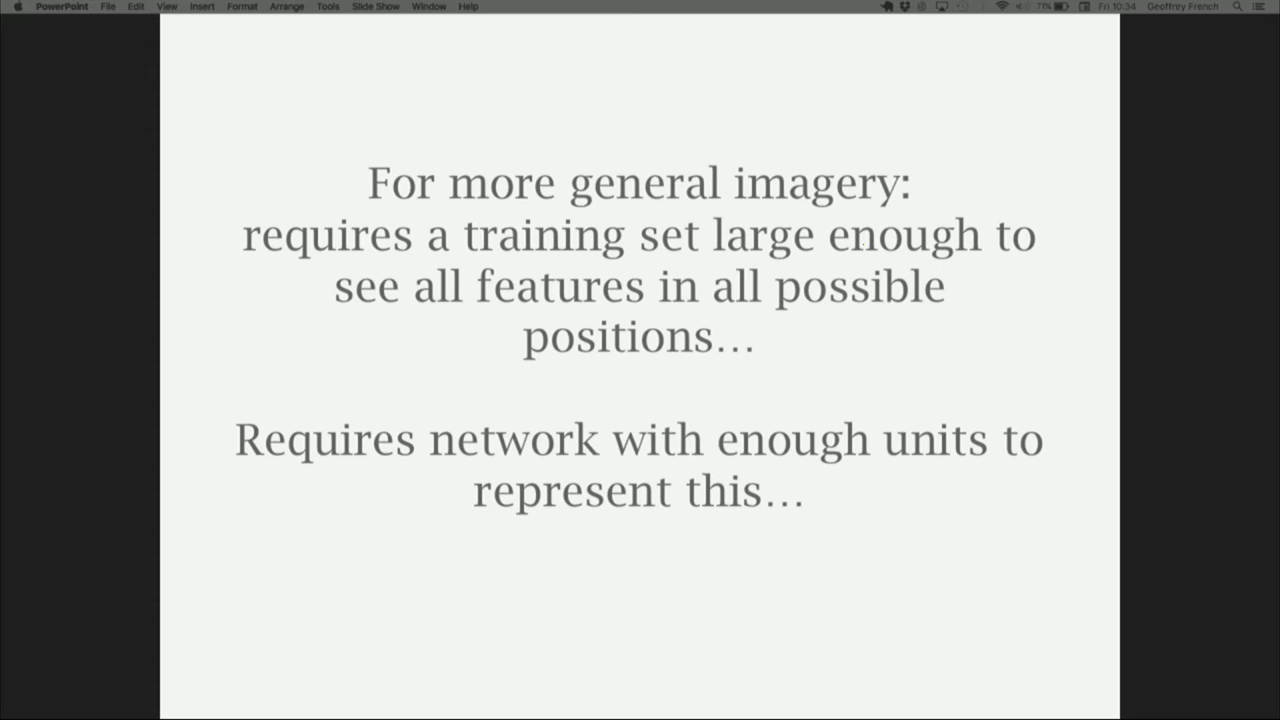 PowerPoint File Edit View Insert Format Arrange Tools Slide Show Window Help 71% Fri 10:34 Geoffrey French
For more general imagery:
requires a training set large enough to
see all features in all possible
positions…
Requires network with enough units to
represent this…